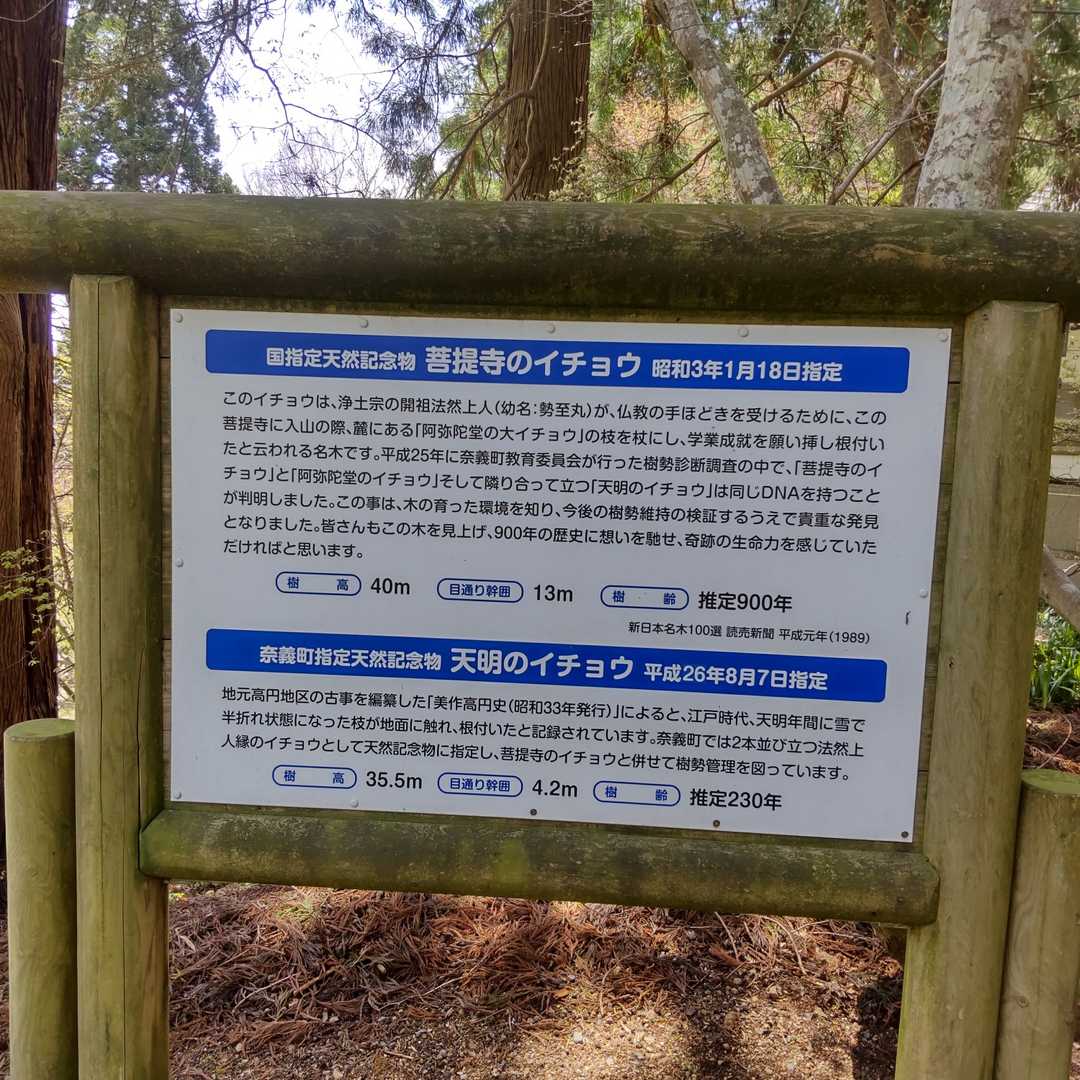 国指定天然記念物 菩提寺のイチョウ 昭和3年1月18日指定
このイチョウは、浄土宗の開祖法然上人（幼名：勢至丸）が、仏教の手ほどきを受けるために、この
菩提寺に入山の際、麓にある「阿弥陀堂の大イチョウ」の枝を杖にし、学業成就を願い挿し根付い
たと云われる名木です。平成25年に奈義町教育委員会が行った樹勢診断調査の中で、「菩提寺のイ
チョウ」と「阿弥陀堂のイチョウ」そして隣り合って立つ「天明のイチョウ」は同じDNAを持つこと
が判明しました。この事は、木の育った環境を知り、今後の樹勢維持の検証するうえで貴重な発見
となりました。皆さんもこの木を見上げ、900年の歴史に想いを馳せ、奇跡の生命力を感じていた
だければと思います。
樹高 40m 目通り幹囲 13m 樹齢 推定900年
新日本名木100選 読売新聞 平成元年（1989）
奈義町指定天然記念物 天明のイチョウ 平成26年8月7日指定
地元高円地区の古事を編纂した「美作高円史（昭和33年発行）」によると、江戸時代、天明年間に雪で
半折れ状態になった枝が地面に触れ、根付いたと記録されています。奈義町では2本並び立つ法然上
人縁のイチョウとして天然記念物に指定し、菩提寺のイチョウと併せて樹勢管理を図っています。
樹高 35.5m 目通り幹囲 4.2m 樹齢 推定230年